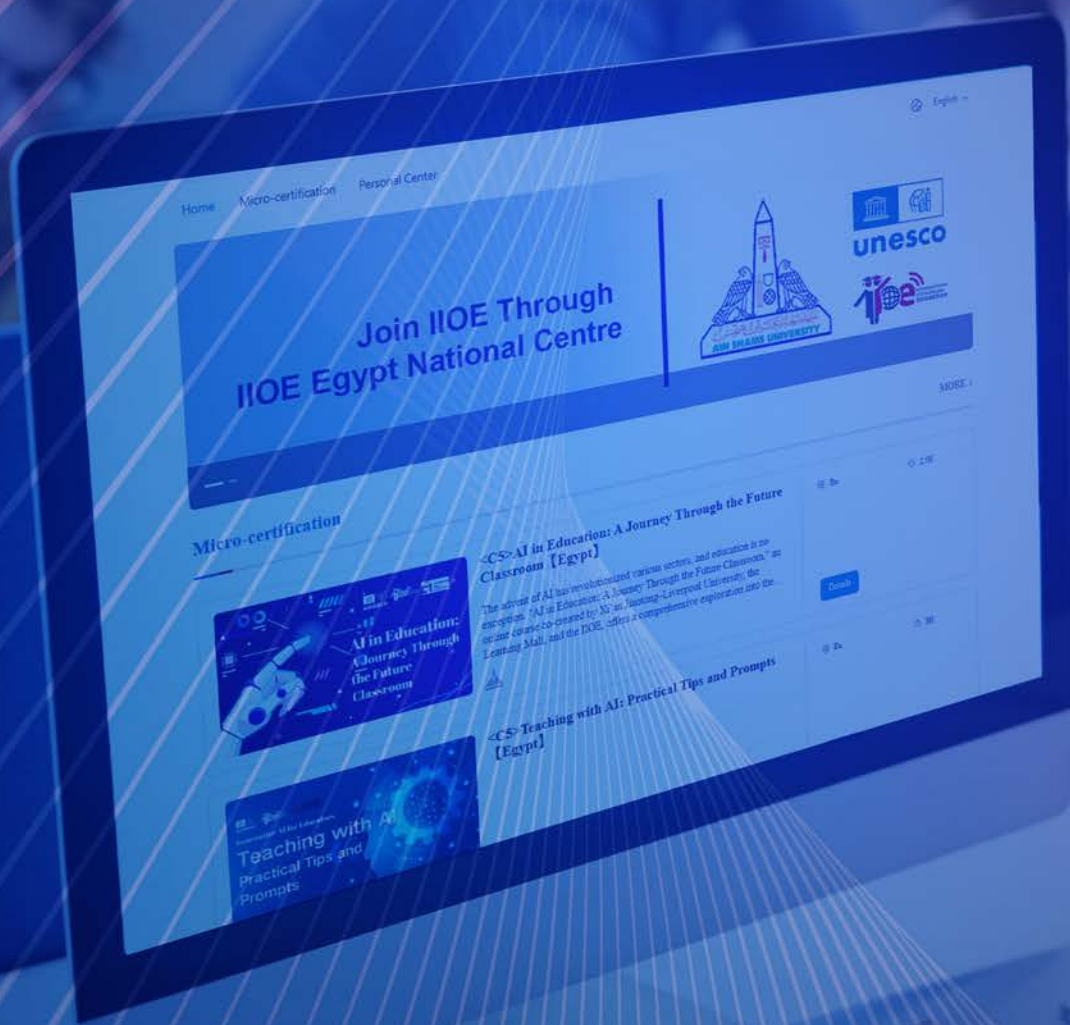 English
Home Micro-certification Personal Center
Join IIOE Through
IIOE Egypt National Centre
AIN SHAMS UNIVERSITY
unesco
MORE
Micro-certification
AI in Education:
A Journey Through
the Future
Classroom
<C5>AI in Education: A Journey Through the Future
Classroom【Egypt】
The advent of AI has revolutionized various sectors, and education is no
exception. "AI in Education: A Journey Through the Future Classroom," an
online course co-created by Xi'an Jiaotong-Liverpool University, the
Learning Mall, and the IIOE, offers a comprehensive exploration into the...
Details
Teaching with AI
Practical Tips and
Prompts
<C5>Teaching with AI: Practical Tips and Prompts
【Egypt】